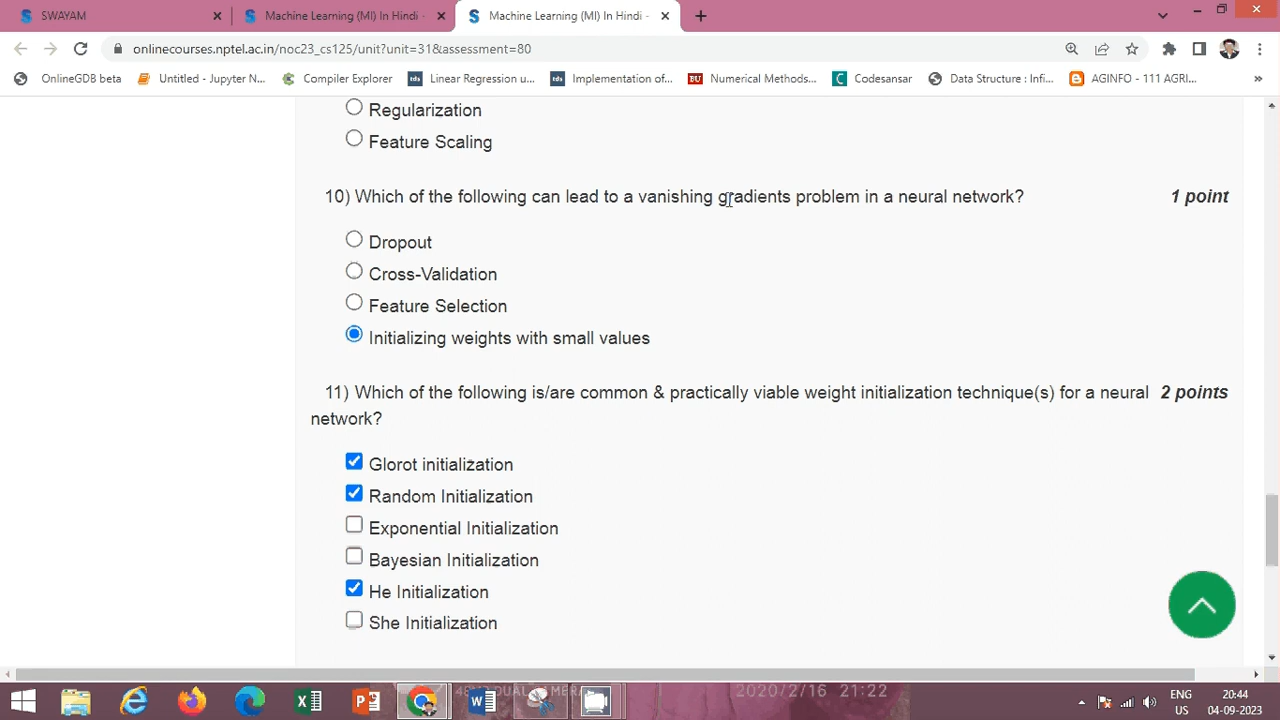 SWAYAM
Machine Learning (Ml) In Hindi -
Machine Learning (Ml) In Hindi -
onlinecourses.nptel.ac.in/noc23_cs125/unit?unit=31&assessment=80
OnlineGDB beta
Untitled - Jupyter N...
Compiler Explorer
tds
Linear Regression u...
tds
Implementation of...
BU
Numerical Methods...
Codesansar
Data Structure : Infi...
AGINFO - 111 AGRI...
»
Regularization
Feature Scaling
10) Which of the following can lead to a vanishing gradients problem in a neural network? 1 point
Dropout
Cross-Validation
Feature Selection
Initializing weights with small values
11) Which of the following is/are common & practically viable weight initialization technique(s) for a neural 2 points
network?
Glorot initialization
Random Initialization
Exponential Initialization
Bayesian Initialization
He Initialization
She Initialization
2020/2/16 21:22
ENG
US
20:44
04-09-2023